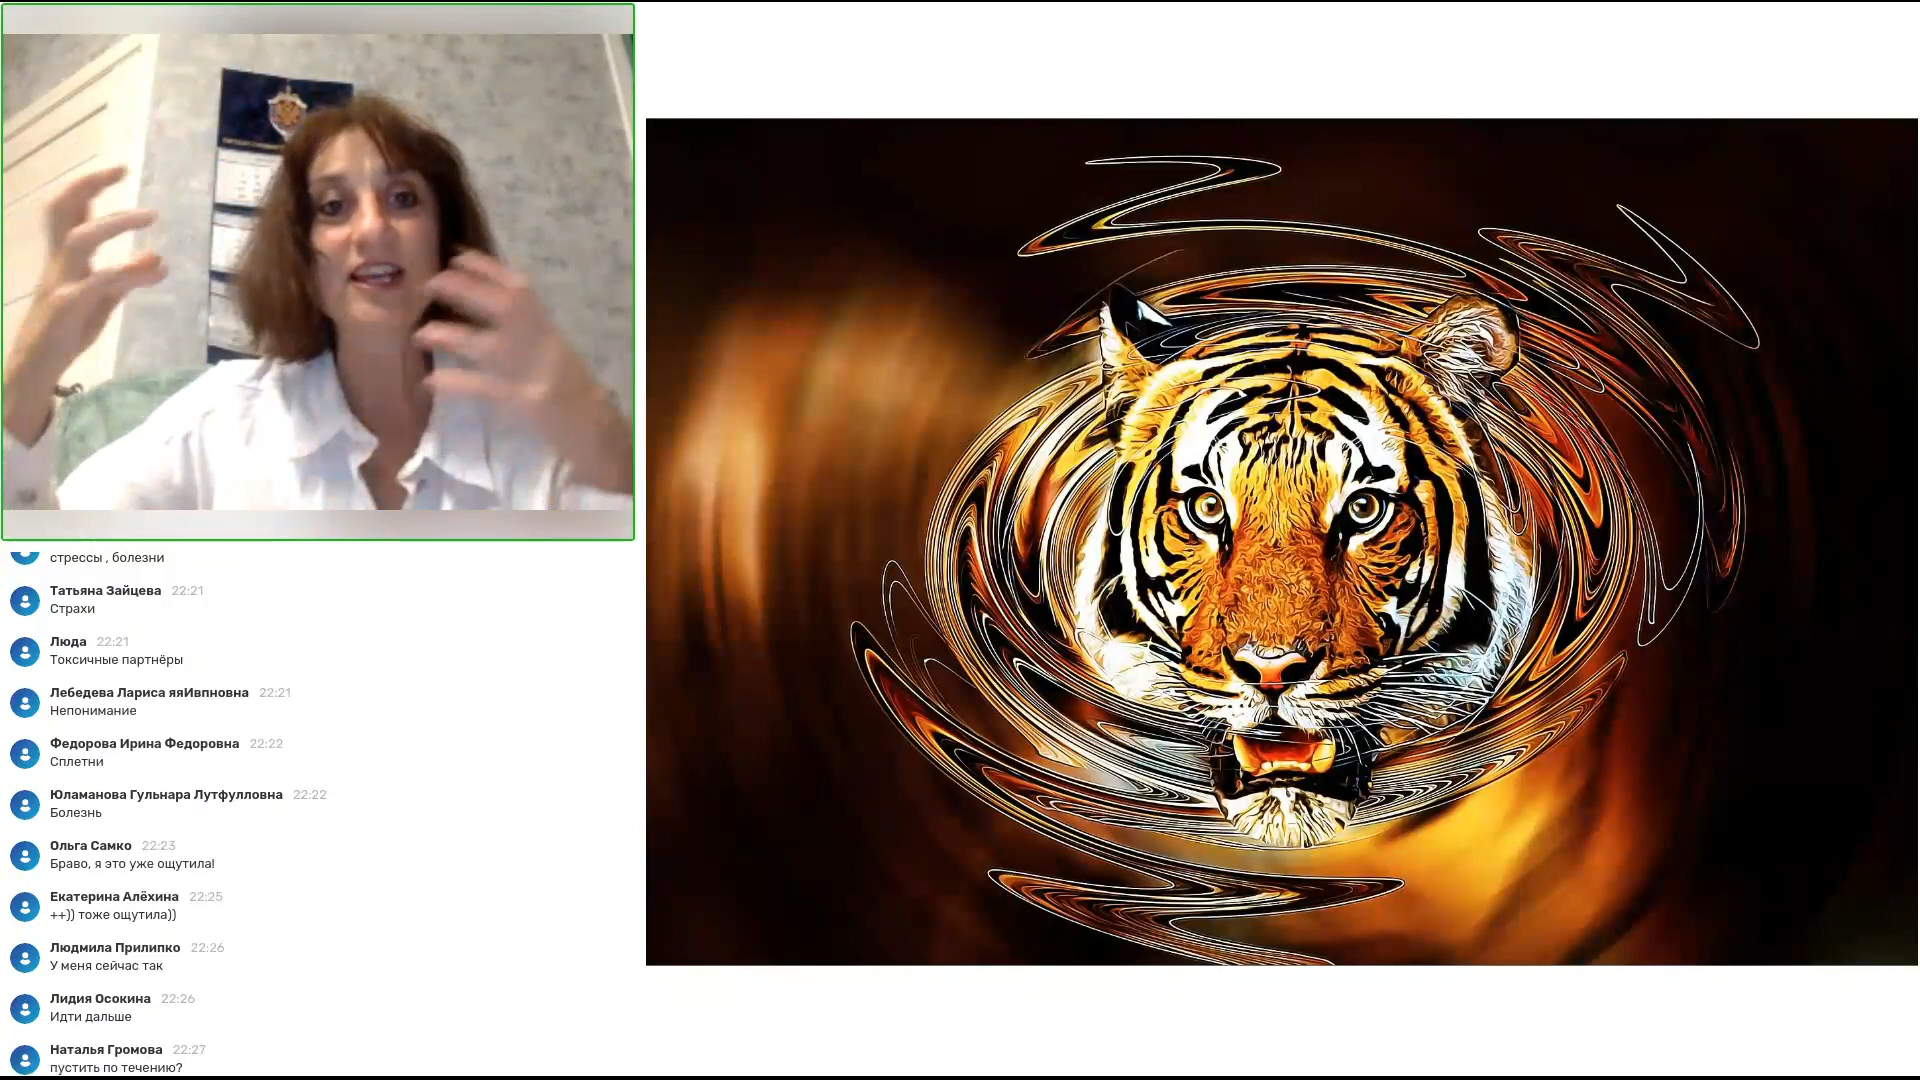 стрессы , болезни
Татьяна Зайцева 22:21
Страхи
Люда 22:21
Токсичные партнёры
Лебедева Лариса яяИвпновна 22:21
Непонимание
Федорова Ирина Федоровна 22:22
Сплетни
Юламанова Гульнара Лутфулловна 22:22
Болезнь
Ольга Самко 22:23
Браво, я это уже ощутила!
Екатерина Алёхина 22:25
++)) тоже ощутила))
Людмила Прилипко 22:26
У меня сейчас так
Лидия Осокина 22:26
Идти дальше
Наталья Громова 22:27
пустить по течению?